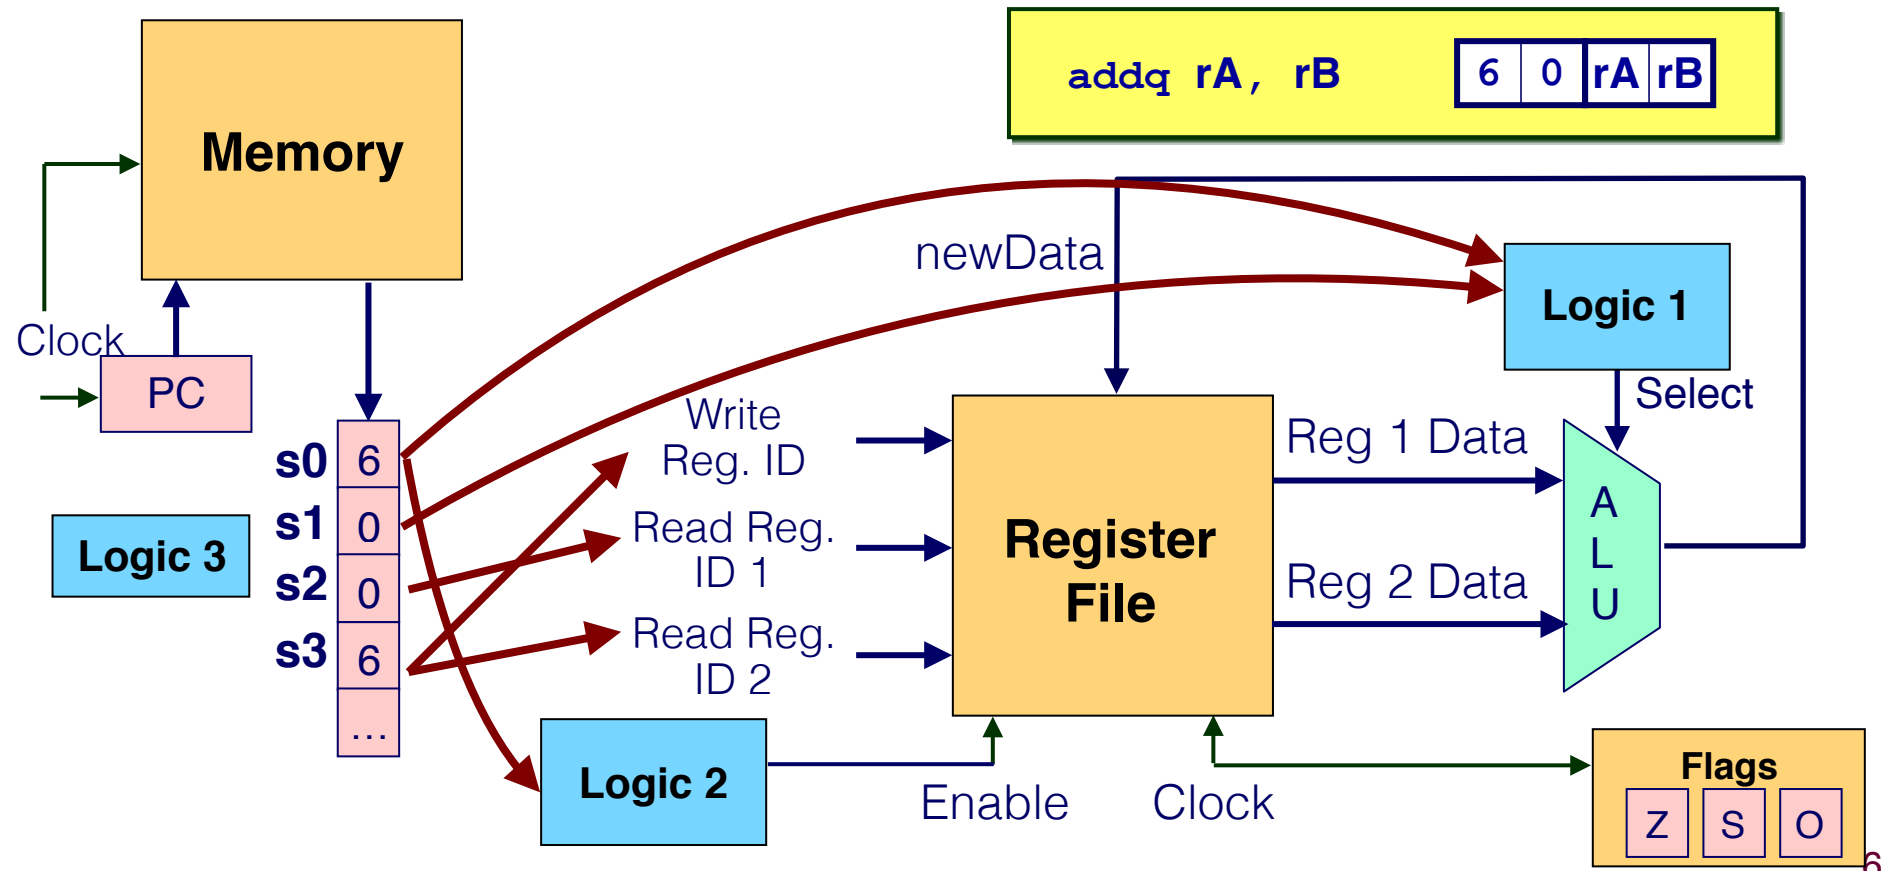 addq rA, rB
6 0 rA rB
Memory
Clock
PC
newData
Logic 1
Select
s0 6
s1 0
s2 0
s3 6
...
Logic 3
Write
Reg. ID
Read Reg.
ID 1
Read Reg.
ID 2
Register
File
Reg 1 Data
Reg 2 Data
A
L
U
Logic 2
Enable
Clock
Flags
Z S O
6